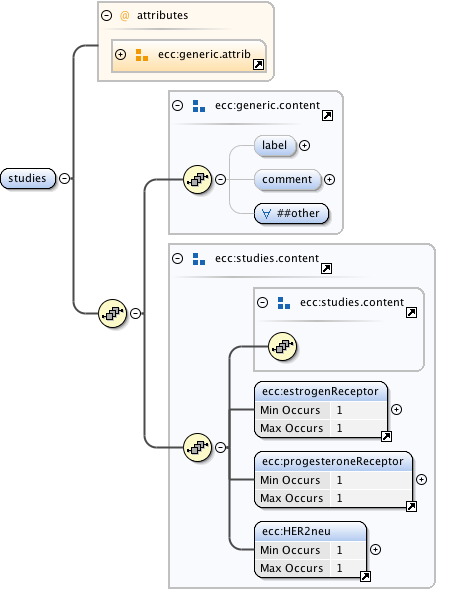 @ attributes
ecc:generic.attrib
ecc:generic.content
label
comment
∀ ##other
studies
ecc:studies.content
ecc:studies.content
ecc:estrogenReceptor
Min Occurs 1
Max Occurs 1
ecc:progesteroneReceptor
Min Occurs 1
Max Occurs 1
ecc:HER2neu
Min Occurs 1
Max Occurs 1